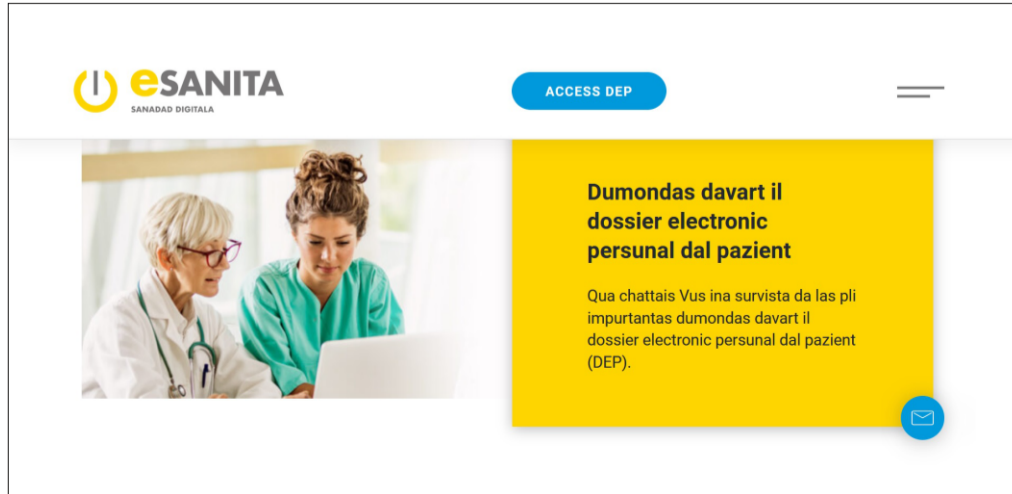 eSANITA
SANADAD DIGITALA
ACCESS DEP
Dumondas davart il
dossier electronic
persunal dal pazient
Qua chattais Vus ina survista da las pli
impurtantas dumondas davart il
dossier electronic persunal dal pazient
(DEP).